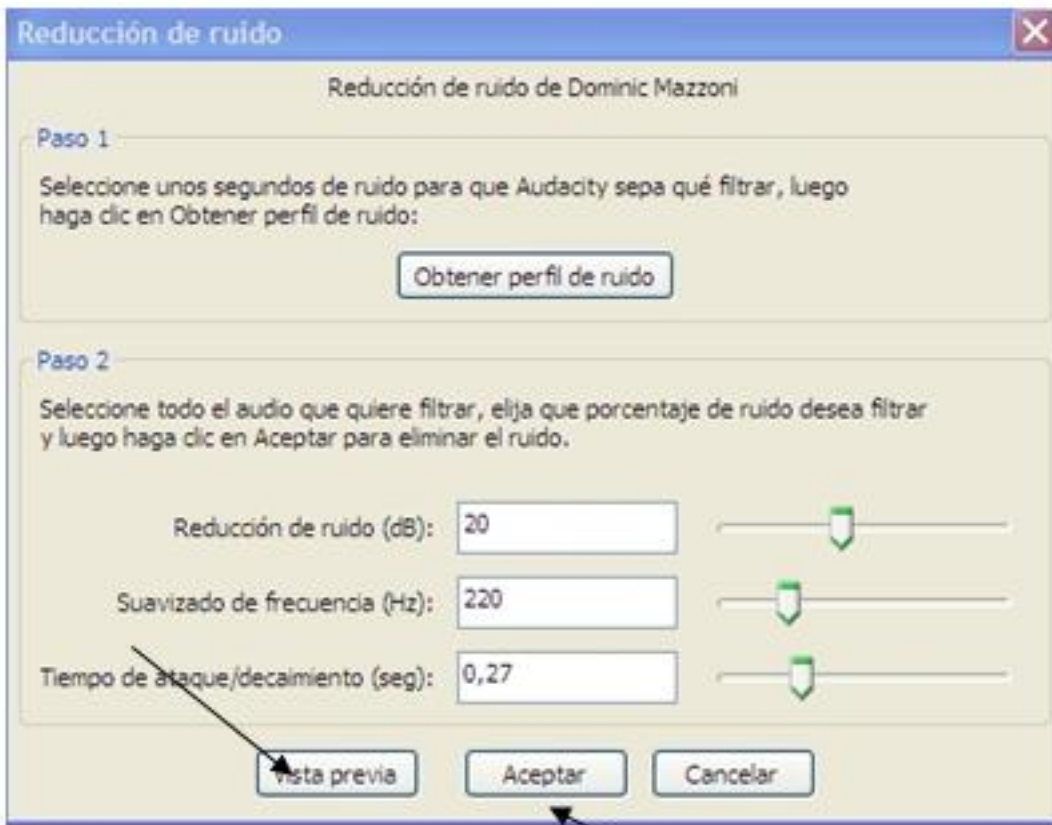 Reducción de ruido
Reducción de ruido de Dominic Mazzoni
Paso 1
Seleccione unos segundos de ruido para que Audacity sepa qué filtrar, luego
haga clic en Obtener perfil de ruido:
Obtener perfil de ruido
Paso 2
Seleccione todo el audio que quiere filtrar, elija que porcentaje de ruido desea filtrar
y luego haga clic en Aceptar para eliminar el ruido.
Reducción de ruido (dB): 20
Suavizado de frecuencia (Hz): 220
Tiempo de ataque/decaimiento (seg): 0,27
Vista previa Aceptar Cancelar